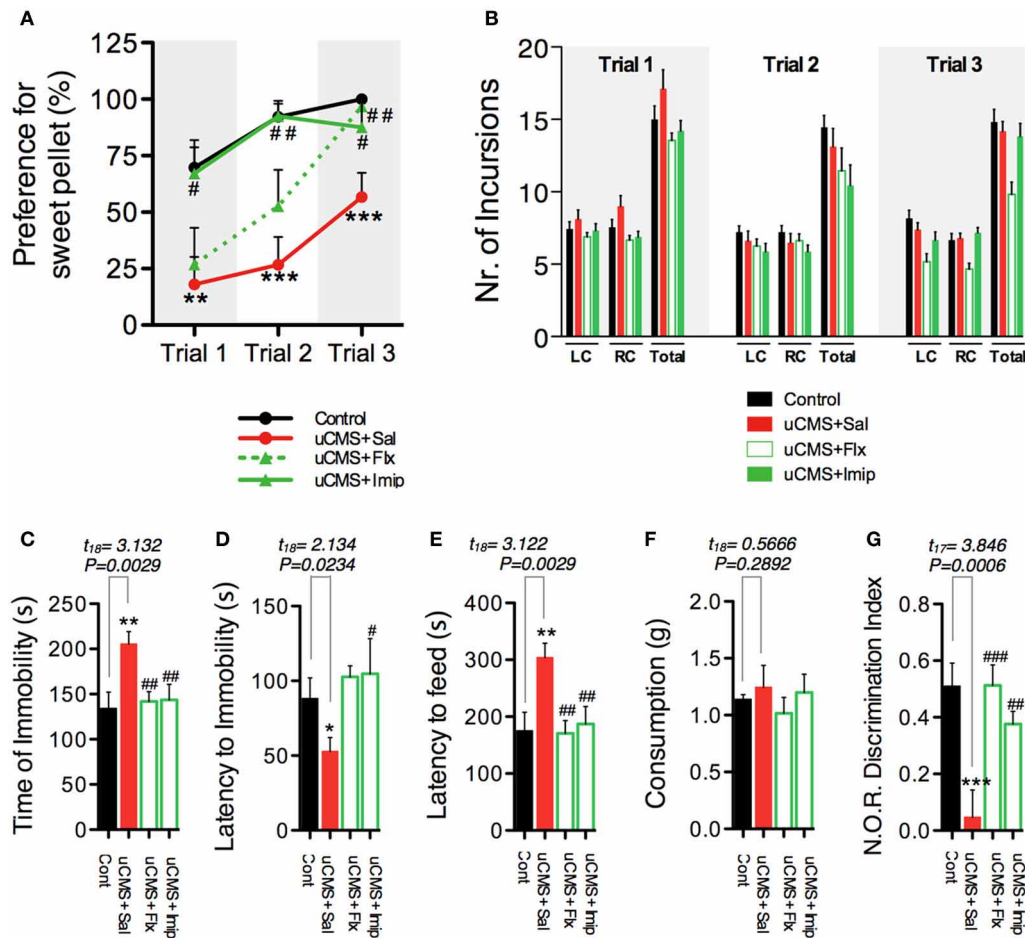 A
Preference for
sweet pellet (%)
125
100
75
50
25
0
#
# #
# #
#
**
***
***
Trial 1
Trial 2
Trial 3
Control
uCMS+Sal
uCMS+Flx
uCMS+Imip
B
Nr. of Incursions
20
15
10
5
0
Trial 1
Trial 2
Trial 3
LC
RC
Total
LC
RC
Total
LC
RC
Total
Control
uCMS+Sal
uCMS+Flx
uCMS+Imip
C
t18= 3.132
P=0.0029
Time of Immobility (s)
250
200
150
100
50
0
**
##
##
Cont
uCMS+ Sal
uCMS+ Flx
uCMS+ Imip
D
t18= 2.134
P=0.0234
Latency to Immobility (s)
150
100
50
0
*
#
Cont
uCMS+ Sal
uCMS+ Flx
uCMS+ Imip
E
t18= 3.122
P=0.0029
Latency to feed (s)
400
300
200
100
0
**
##
##
Cont
uCMS+ Sal
uCMS+ Flx
uCMS+ Imip
F
t18= 0.5666
P=0.2892
Consumption (g)
2.0
1.5
1.0
0.5
0.0
Cont
uCMS+ Sal
uCMS+ Flx
uCMS+ Imip
G
t17= 3.846
P=0.0006
N.O.R. Discrimination Index
0.8
0.6
0.4
0.2
0.0
***
###
##
Cont
uCMS+ Sal
uCMS+ Flx
uCMS+ Imip